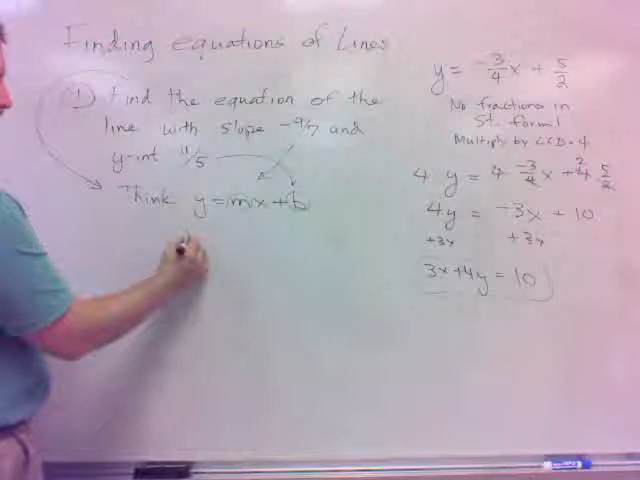 Finding equations of Lines
1) Find the equation of the
line with slope -4/7 and
y-int 11/5
Think y = mx + b
y = -3/4 x + 5/2
No fractions in
St. form!
Multiply by LCD = 4
4 y = 4 -3/4 x + 4 5/2
4y = -3x + 10
+3x +3x
3x + 4y = 10